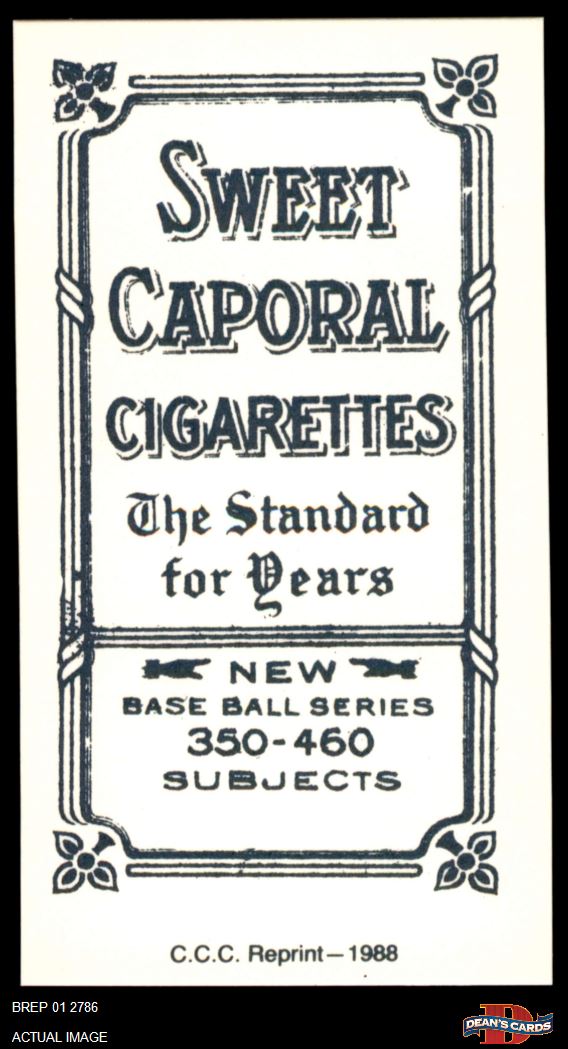 SWEET
CAPORAL
CIGARETTES
The Standard
for Years
NEW
BASE BALL SERIES
350-460
SUBJECTS
C.C.C. Reprint—1988
BREP 01 2786
ACTUAL IMAGE
D
DEAN'S CARDS